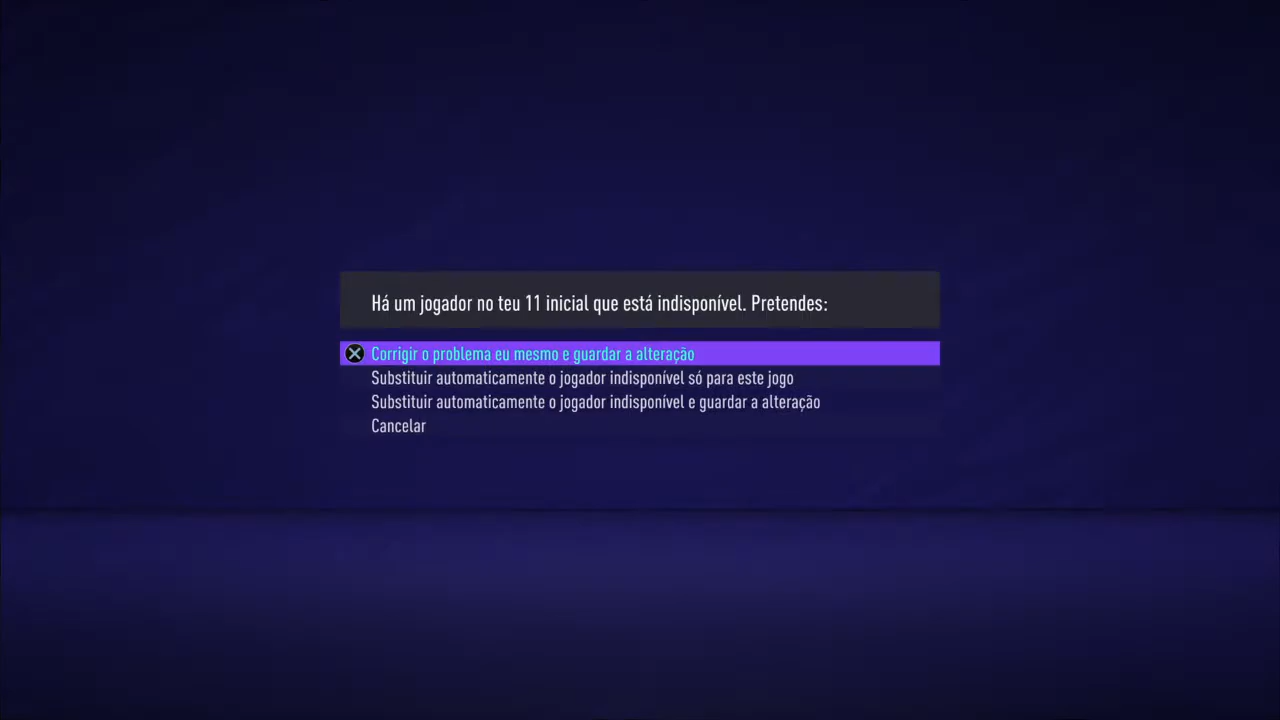 Há um jogador no teu 11 inicial que está indisponível. Pretendes:
Corrigir o problema eu mesmo e guardar a alteração
Substituir automaticamente o jogador indisponível só para este jogo
Substituir automaticamente o jogador indisponível e guardar a alteração
Cancelar